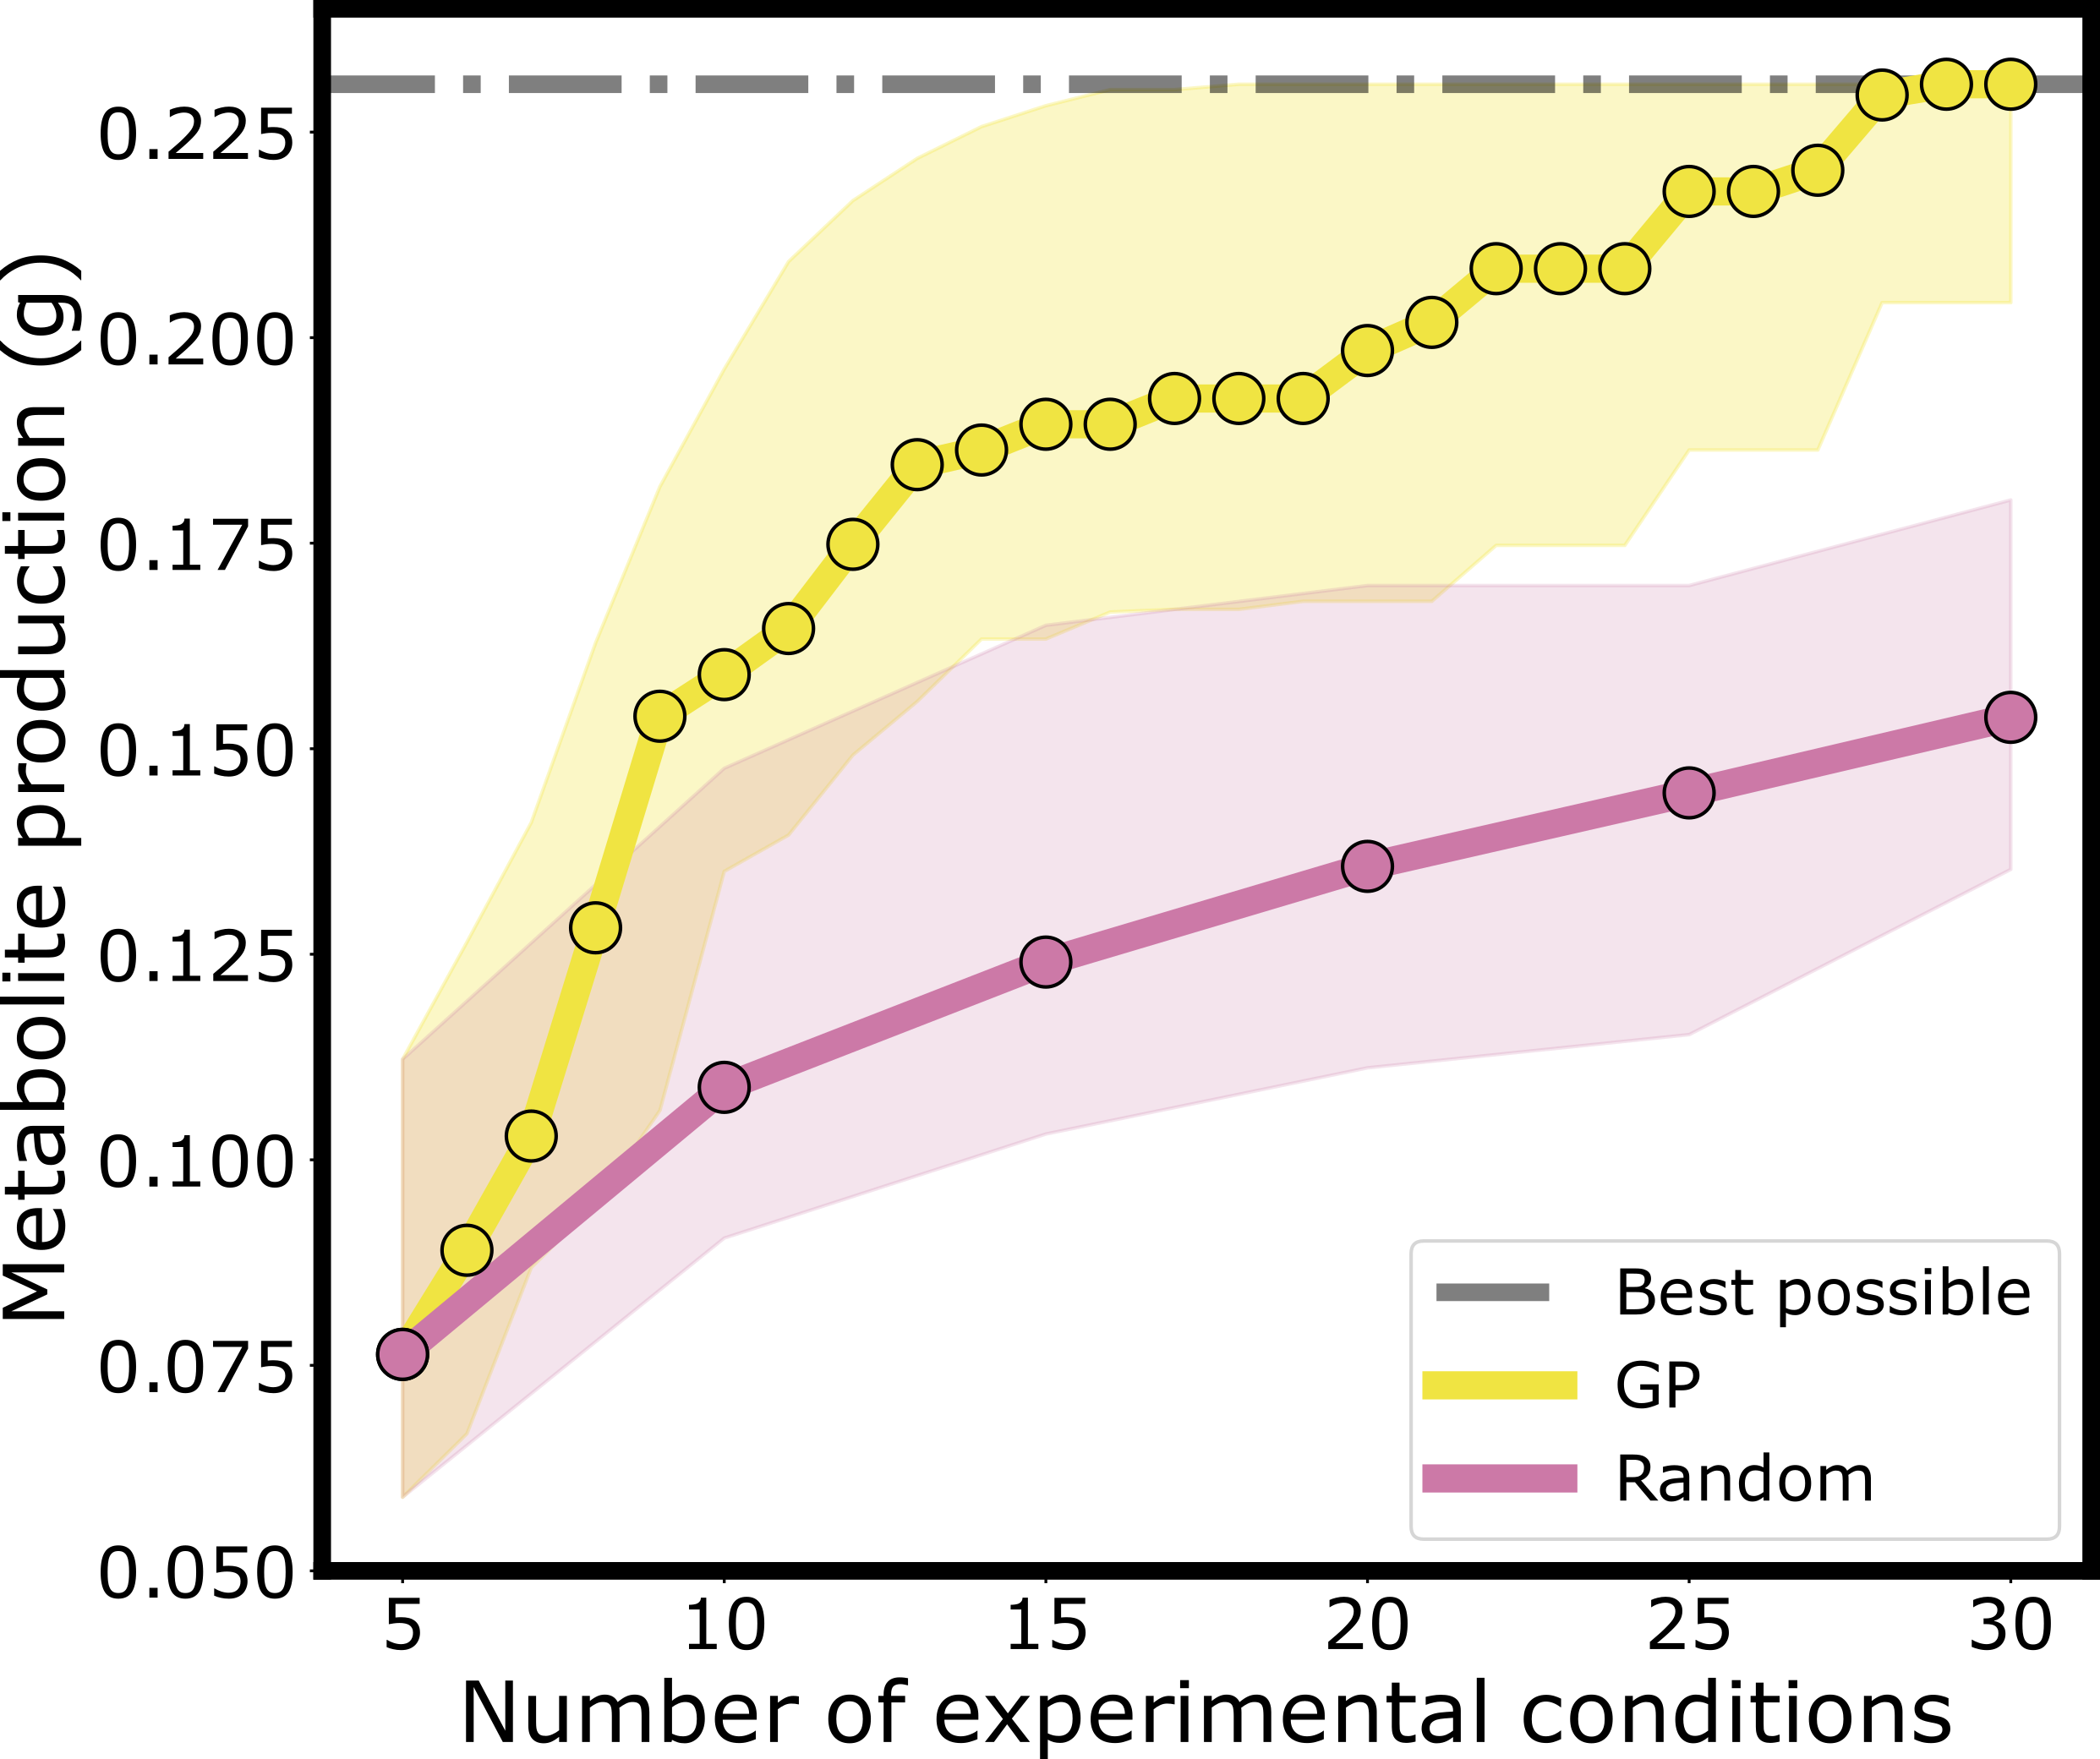 Metabolite production (g)
0.225
0.200
0.175
0.150
0.125
0.100
0.075
0.050
5 10 15 20 25 30
Number of experimental conditions
Best possible
GP
Random